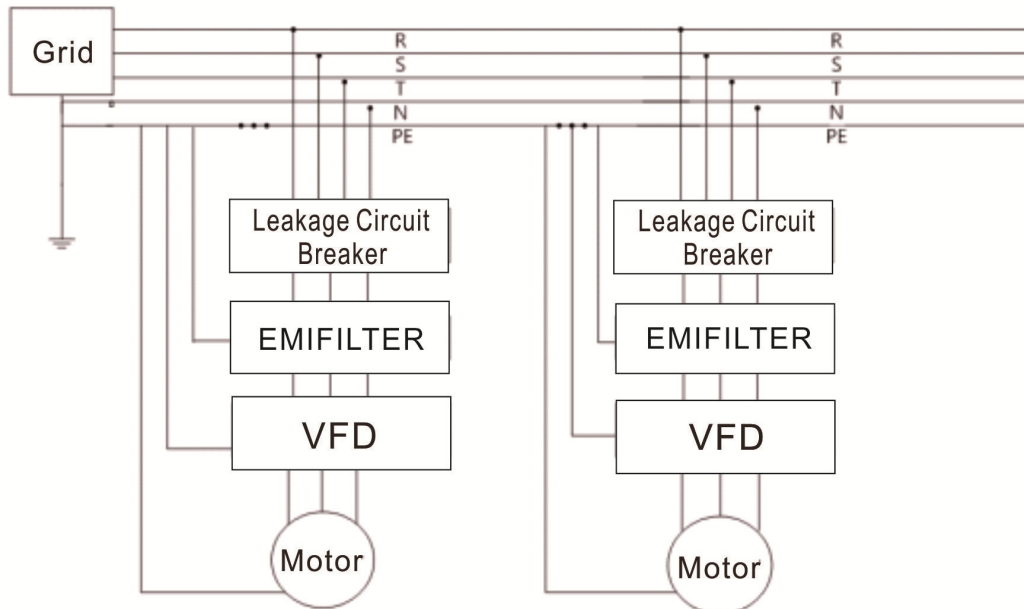 Grid
R R
S S
T T
N N
PE PE
Leakage Circuit
Breaker
Leakage Circuit
Breaker
EMIFILTER
EMIFILTER
VFD
VFD
Motor
Motor